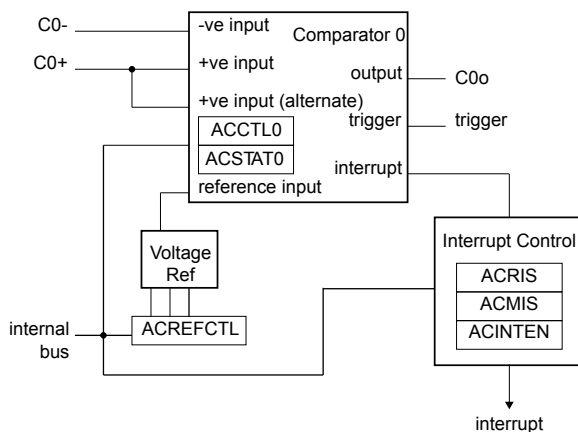 C0-
-ve input
Comparator 0
C0+
+ve input
output
C0o
+ve input (alternate)
ACCTL0
trigger
trigger
ACSTAT0
interrupt
reference input
Voltage
Ref
Interrupt Control
ACRIS
ACMIS
ACINTEN
internal
bus
ACREFCTL
interrupt